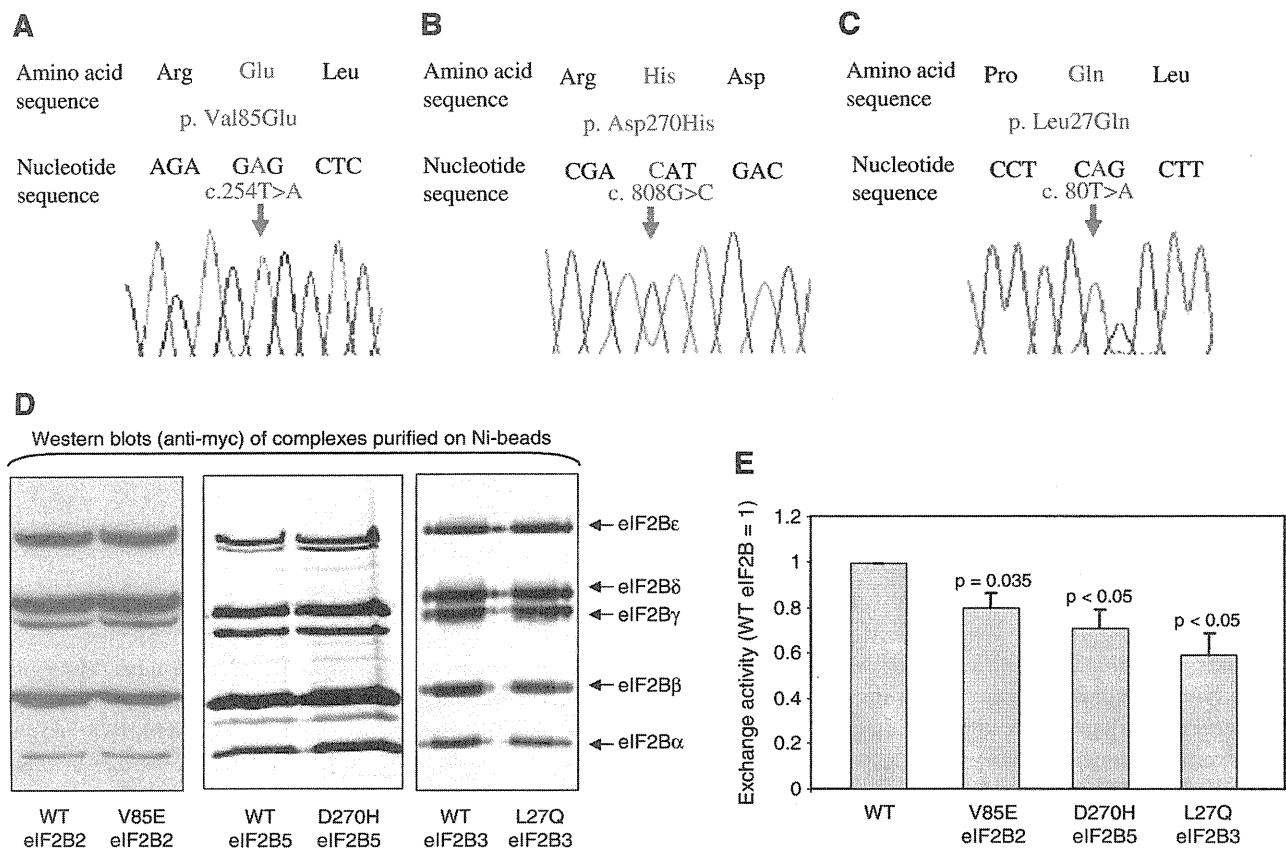 A
Amino acid sequence
Arg Glu Leu
p. Val85Glu
Nucleotide sequence
AGA GAG CTC
c.254T>A
B
Amino acid sequence
Arg His Asp
p. Asp270His
Nucleotide sequence
CGA CAT GAC
c. 808G>C
C
Amino acid sequence
Pro Gln Leu
p. Leu27Gln
Nucleotide sequence
CCT CAG CTT
c. 80T>A
D
Western blots (anti-myc) of complexes purified on Ni-beads
eIF2Bε
eIF2Bδ
eIF2Bγ
eIF2Bβ
eIF2Bα
WT eIF2B2
V85E eIF2B2
WT eIF2B5
D270H eIF2B5
WT eIF2B3
L27Q eIF2B3
E
Exchange activity (WT eIF2B = 1)
1.2
1
0.8
0.6
0.4
0.2
0
p = 0.035
p < 0.05
p < 0.05
WT
V85E eIF2B2
D270H eIF2B5
L27Q eIF2B3